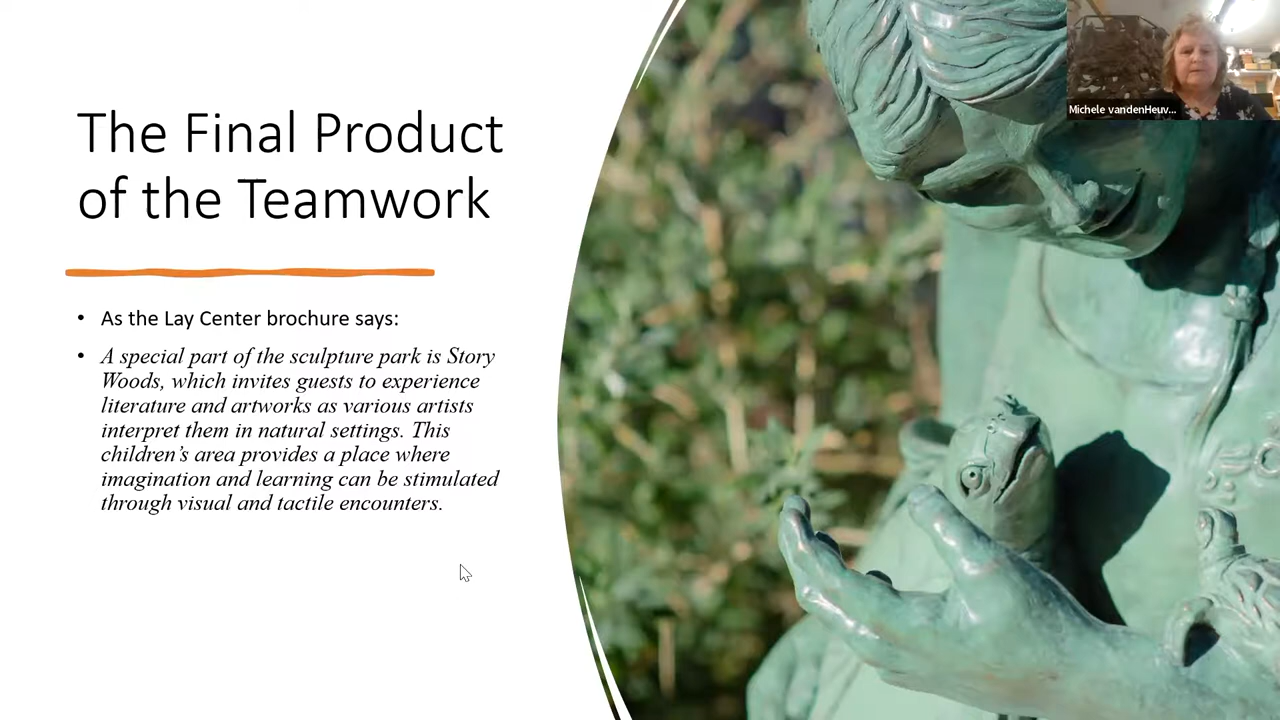 The Final Product
of the Teamwork
• As the Lay Center brochure says:
• A special part of the sculpture park is Story
Woods, which invites guests to experience
literature and artworks as various artists
interpret them in natural settings. This
children’s area provides a place where
imagination and learning can be stimulated
through visual and tactile encounters.
Michele vandenHeuv...